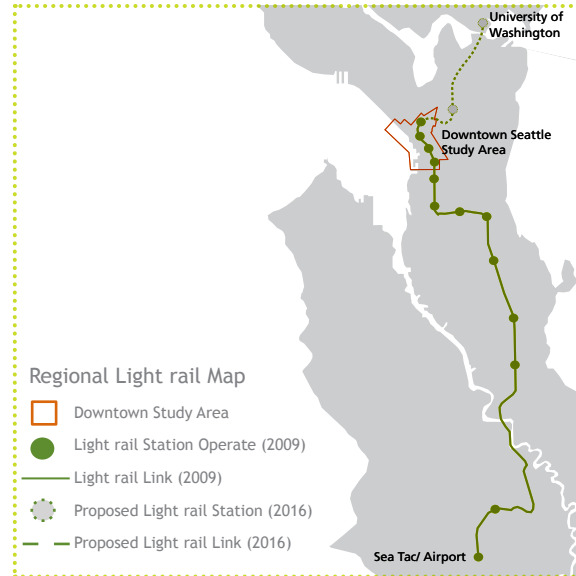 University of
Washington
Downtown Seattle
Study Area
Regional Light rail Map
Downtown Study Area
Light rail Station Operate (2009)
Light rail Link (2009)
Proposed Light rail Station (2016)
Proposed Light rail Link (2016)
Sea Tac/ Airport